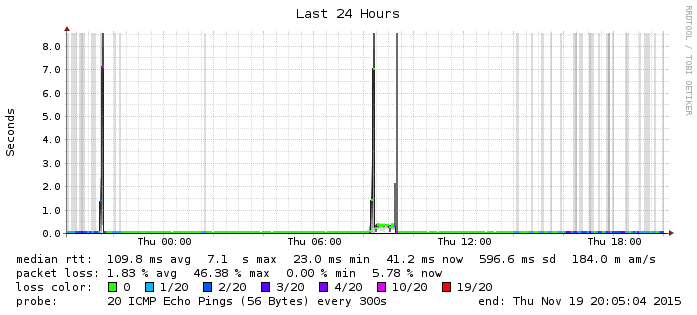 Last 24 Hours
RRDTOOL / TOBI OETIKER
Seconds
8.0
7.0
6.0
5.0
4.0
3.0
2.0
1.0
0.0
Thu 00:00 Thu 06:00 Thu 12:00 Thu 18:00
median rtt: 109.8 ms avg 7.1 s max 23.0 ms min 41.2 ms now 596.6 ms sd 184.0 m am/s
packet loss: 1.83 % avg 46.38 % max 0.00 % min 5.78 % now
loss color: 0 1/20 2/20 3/20 4/20 10/20 19/20
probe: 20 ICMP Echo Pings (56 Bytes) every 300s end: Thu Nov 19 20:05:04 2015